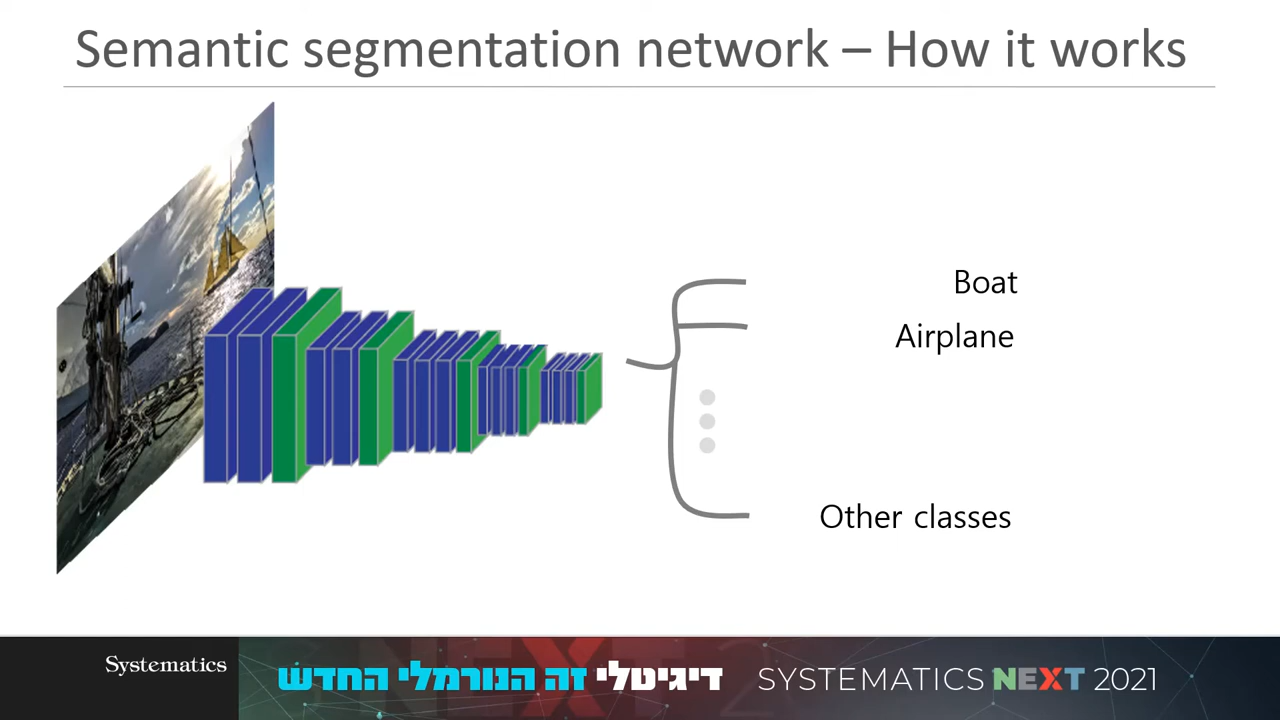 Semantic segmentation network – How it works
Boat
Airplane
Other classes
Systematics
דיגיטלי זה הנורמלי החדש
SYSTEMATICS NEXT 2021